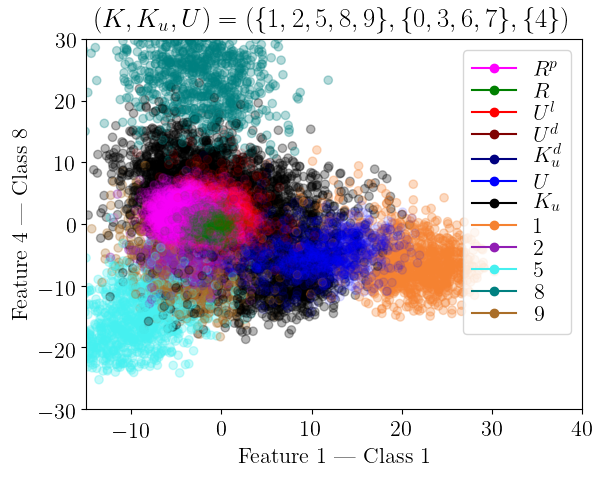 (K, K_u, U) = ({1, 2, 5, 8, 9}, {0, 3, 6, 7}, {4})
30
20
10
0
−10
−20
−30
Feature 4 — Class 8
−10
0
10
20
30
40
Feature 1 — Class 1
R^p
R
U^l
U^d
K_u^d
U
K_u
1
2
5
8
9